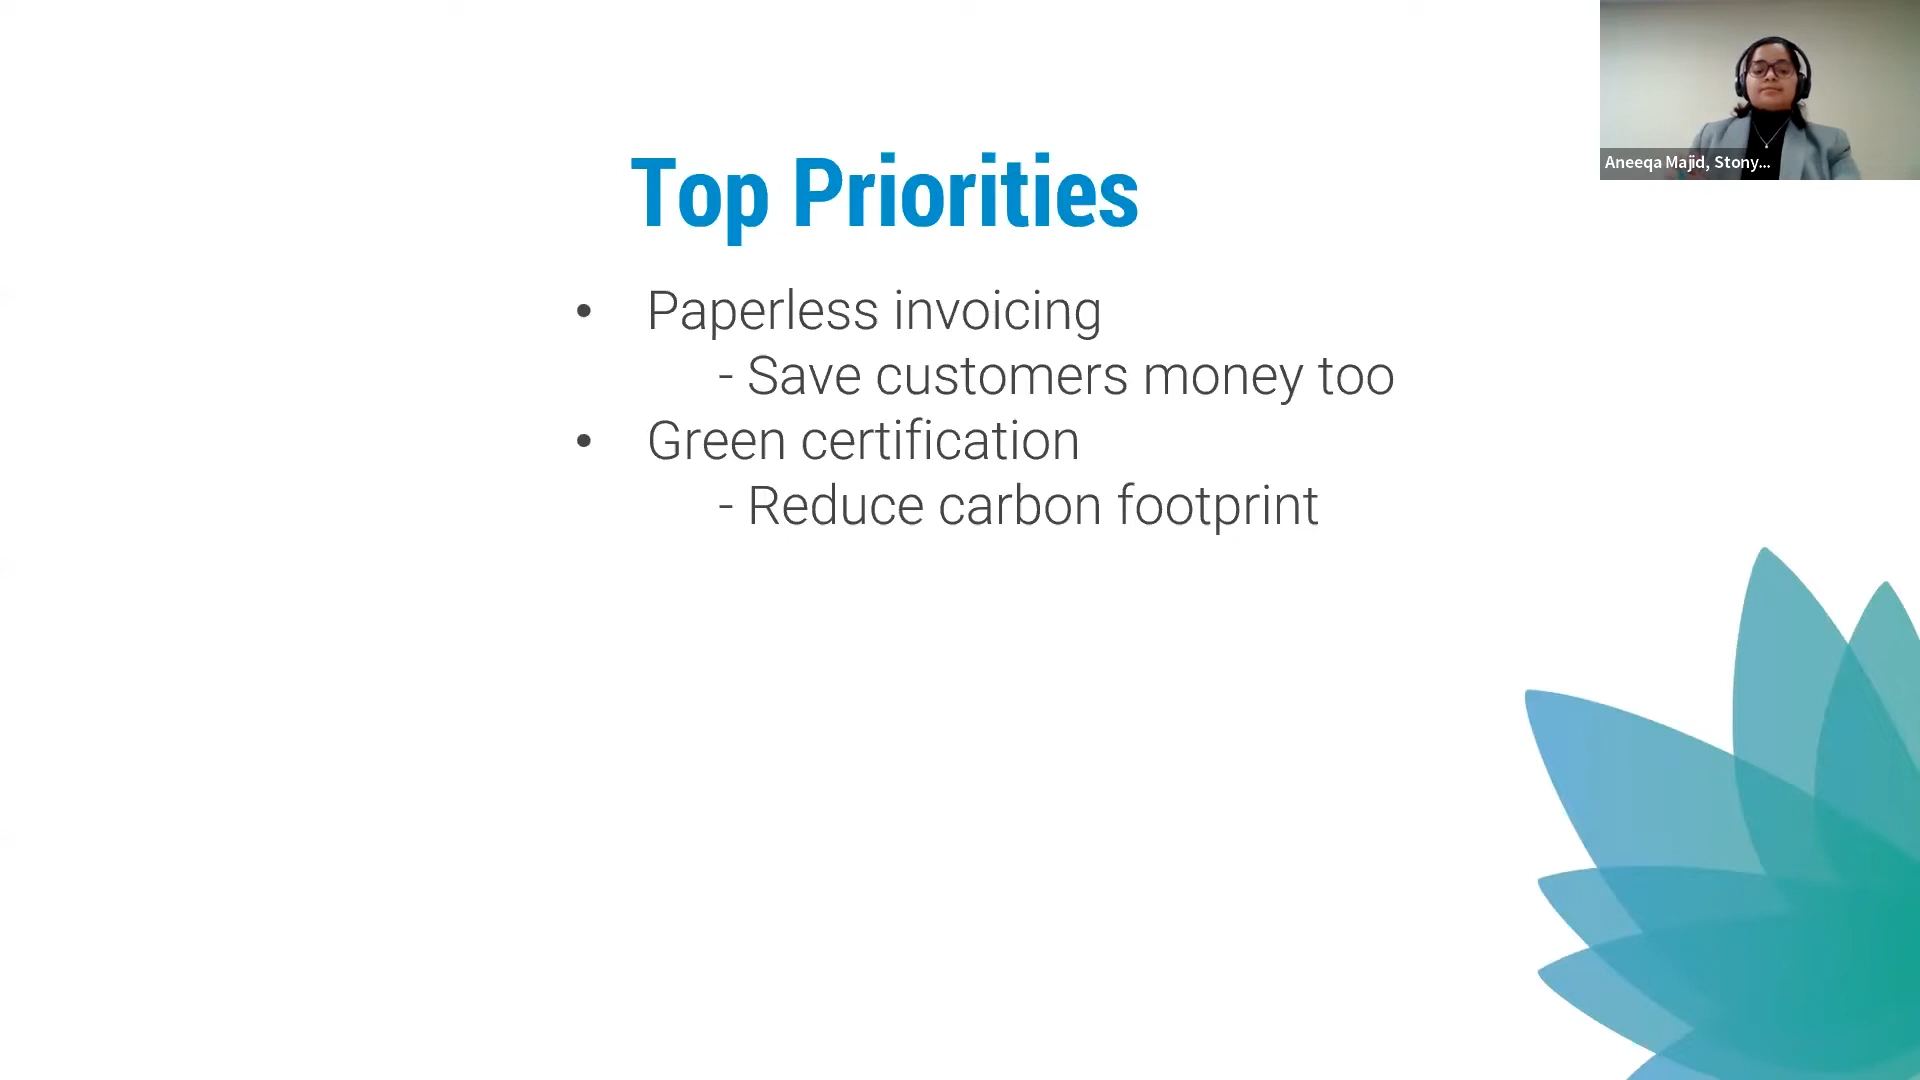 Top Priorities
• Paperless invoicing
- Save customers money too
• Green certification
- Reduce carbon footprint
Aneeqa Majid, Stony...